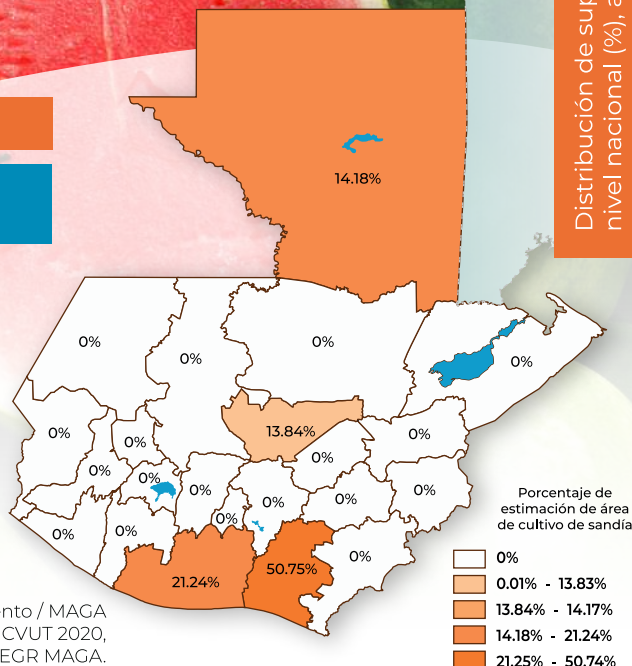 Distribución de sup
nivel nacional (%), a
14.18%
0%
0%
0%
0%
0%
0%
13.84%
0%
0%
0%
0%
0%
0%
0%
0%
0%
0%
0%
0%
0%
50.75%
21.24%
Porcentaje de
estimación de área
de cultivo de sandía
0%
0.01% - 13.83%
13.84% - 14.17%
14.18% - 21.24%
21.25% - 50.74%
nto / MAGA
CVUT 2020,
EGR MAGA.